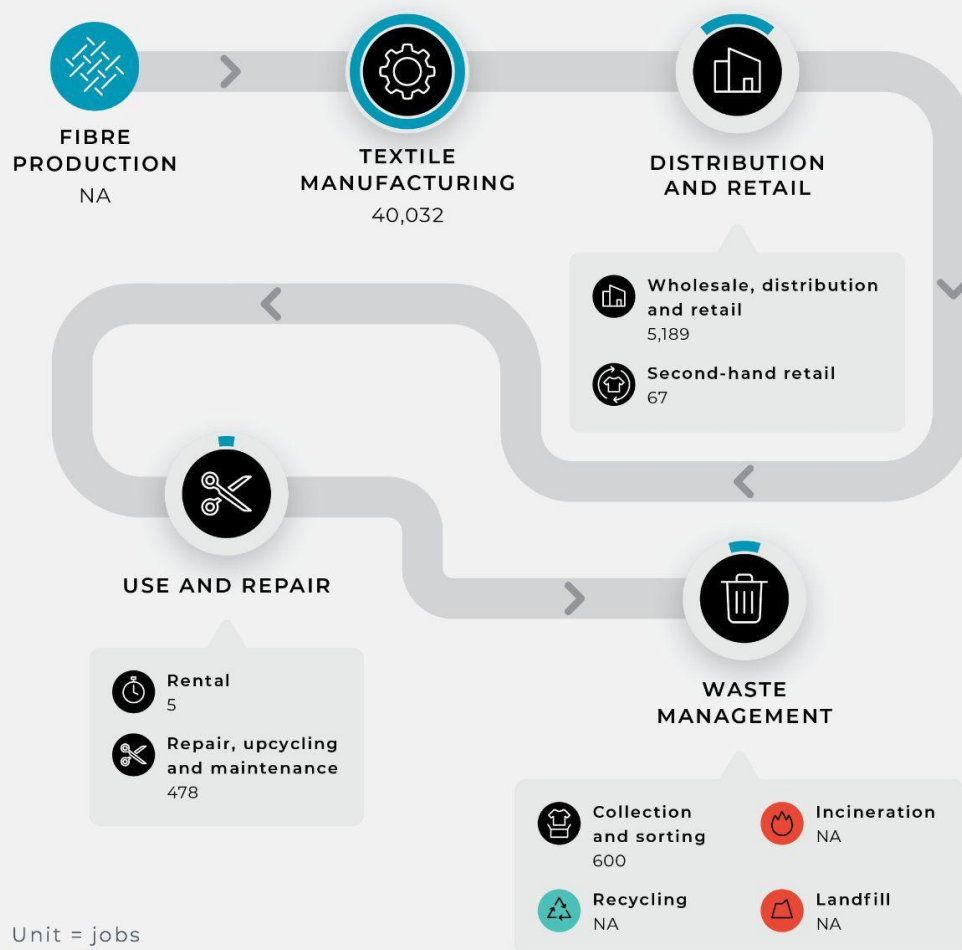 FIBRE
PRODUCTION
NA
TEXTILE
MANUFACTURING
40,032
DISTRIBUTION
AND RETAIL
Wholesale, distribution
and retail
5,189
Second-hand retail
67
USE AND REPAIR
Rental
5
Repair, upcycling
and maintenance
478
WASTE
MANAGEMENT
Collection
and sorting
600
Incineration
NA
Recycling
NA
Landfill
NA
Unit = jobs